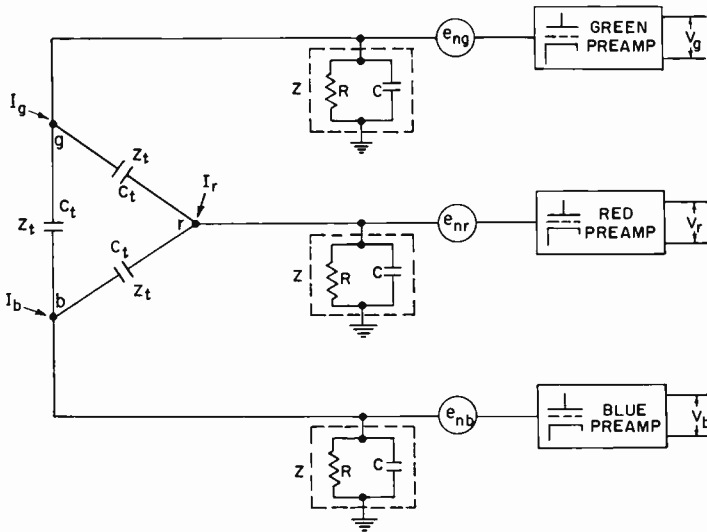 e_ng
GREEN PREAMP
V_g
Z
R
C
I_g
g
Z_t
C_t
I_r
r
C_t
Z_t
e_nr
RED PREAMP
V_r
Z
R
C
C_t
Z_t
I_b
b
e_nb
BLUE PREAMP
V_b
Z
R
C